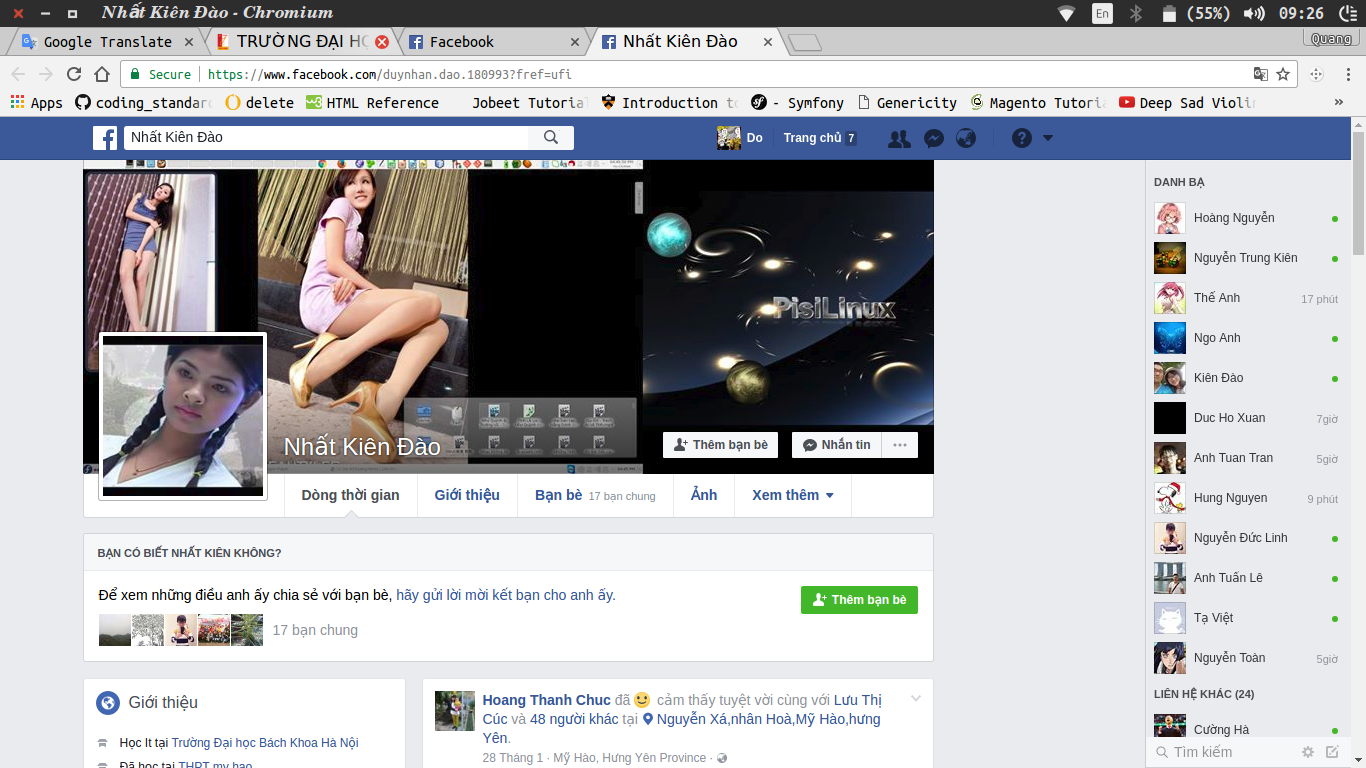 Nhất Kiên Đào - Chromium
En
(55%)
09:26
Google Translate
TRƯỜNG ĐẠI HỌ
Facebook
Nhất Kiên Đào
Quang
Secure
https://www.facebook.com/duynhan.dao.180993?fref=ufi
Apps
coding_standar
delete
HTML Reference
Jobeet Tutoria
Introduction to
- Symfony
Genericity
Magento Tutoria
Deep Sad Violin
»
Nhất Kiên Đào
Do
Trang chủ 7
PisiLinux
Nhất Kiên Đào
Thêm bạn bè
Nhắn tin
Dòng thời gian
Giới thiệu
Bạn bè 17 bạn chung
Ảnh
Xem thêm
BẠN CÓ BIẾT NHẤT KIÊN KHÔNG?
Để xem những điều anh ấy chia sẻ với bạn bè, hãy gửi lời mời kết bạn cho anh ấy.
Thêm bạn bè
17 bạn chung
Giới thiệu
Học It tại Trường Đại học Bách Khoa Hà Nội
Đã học tại THPT my hao
Hoang Thanh Chuc đã cảm thấy tuyệt vời cùng với Lưu Thị
Cúc và 48 người khác tại Nguyễn Xá,nhân Hoà,Mỹ Hào,hưng
Yên.
28 Tháng 1 · Mỹ Hào, Hưng Yên Province ·
DANH BẠ
Hoàng Nguyễn
Nguyễn Trung Kiên
Thế Anh 17 phút
Ngo Anh
Kiên Đào
Duc Ho Xuan 7giờ
Anh Tuan Tran 5giờ
Hung Nguyen 9 phút
Nguyễn Đức Linh
Anh Tuấn Lê
Tạ Việt
Nguyễn Toàn 5giờ
LIÊN HỆ KHÁC (24)
Cường Hà
Tìm kiếm